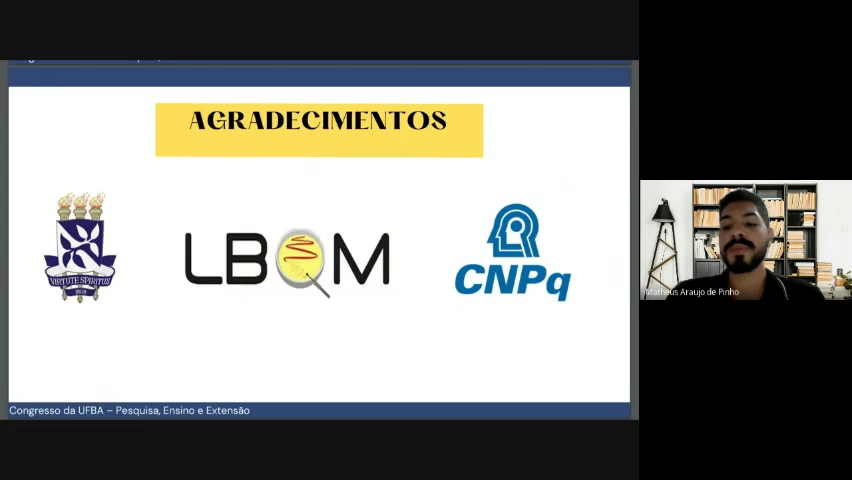 AGRADECIMENTOS
VIRTUTE SPIRITUS
LBQM
CNPq
Matheus Araujo de Pinho
Congresso da UFBA – Pesquisa, Ensino e Extensão